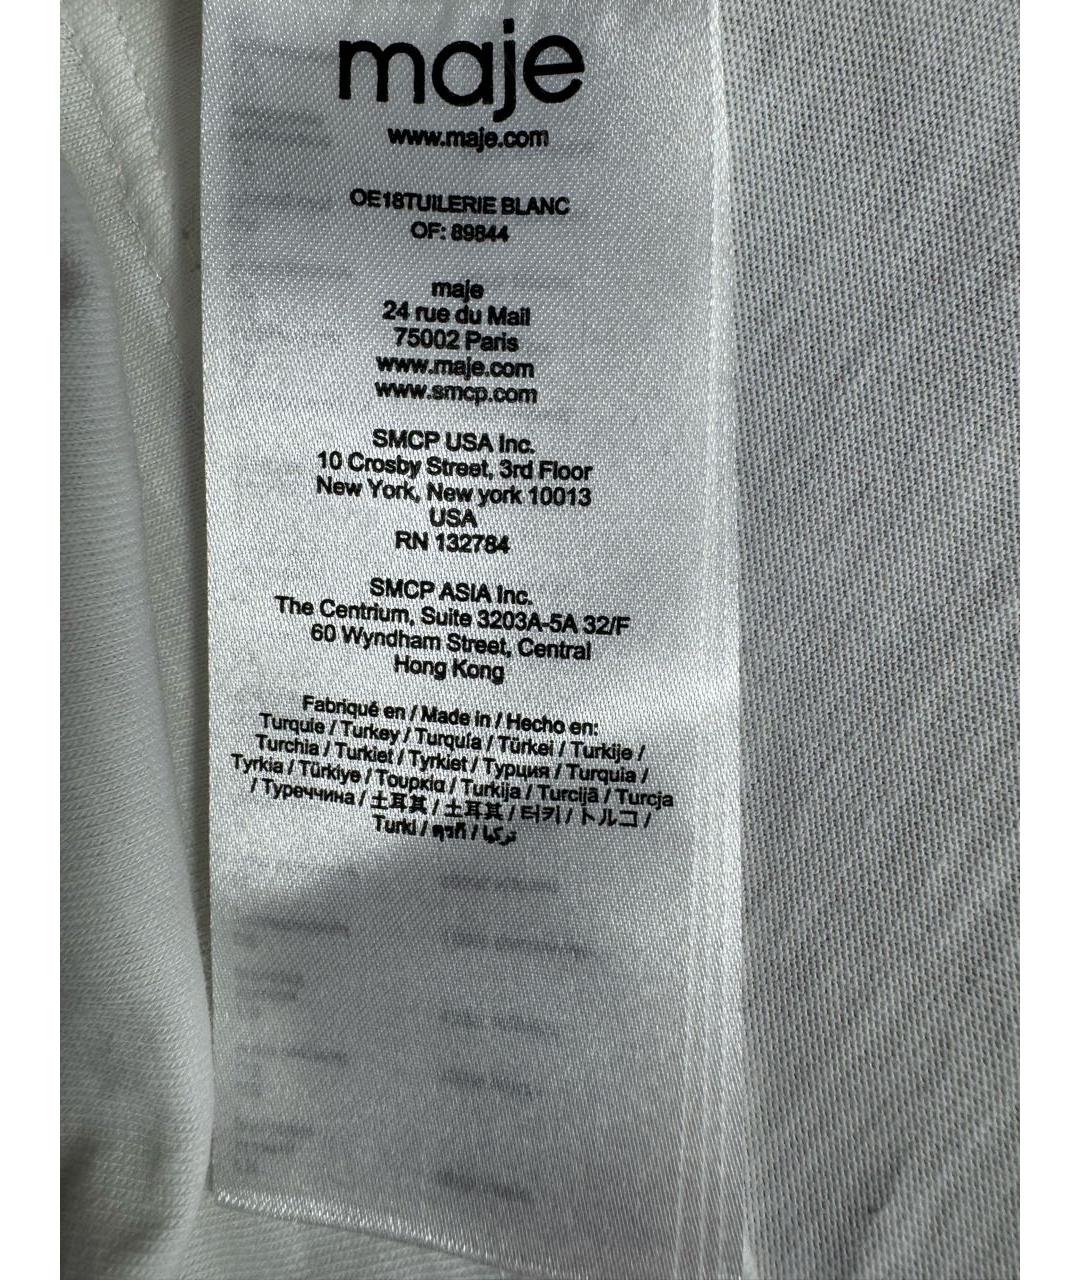 maje
www.maje.com
OE18TUILERIE BLANC
OF: 89844
maje
24 rue du Mail
75002 Paris
www.maje.com
www.smcp.com
SMCP USA Inc.
10 Crosby Street, 3rd Floor
New York, New york 10013
USA
RN 132784
SMCP ASIA Inc.
The Centrium, Suite 3203A-5A 32/F
60 Wyndham Street, Central
Hong Kong
Fabriqué en / Made in / Hecho en:
Turquie / Turkey / Turquía / Türkei / Turkije /
Turchia / Turkiet / Tyrkiet / Турция / Turquia /
Tyrkia / Türkiye / Τουρκία / Turkija / Turcijā / Turcja
/ Туреччина / 土耳其 / 土耳其 / 터키 / トルコ /
Turki / ตุรกี / تركيا